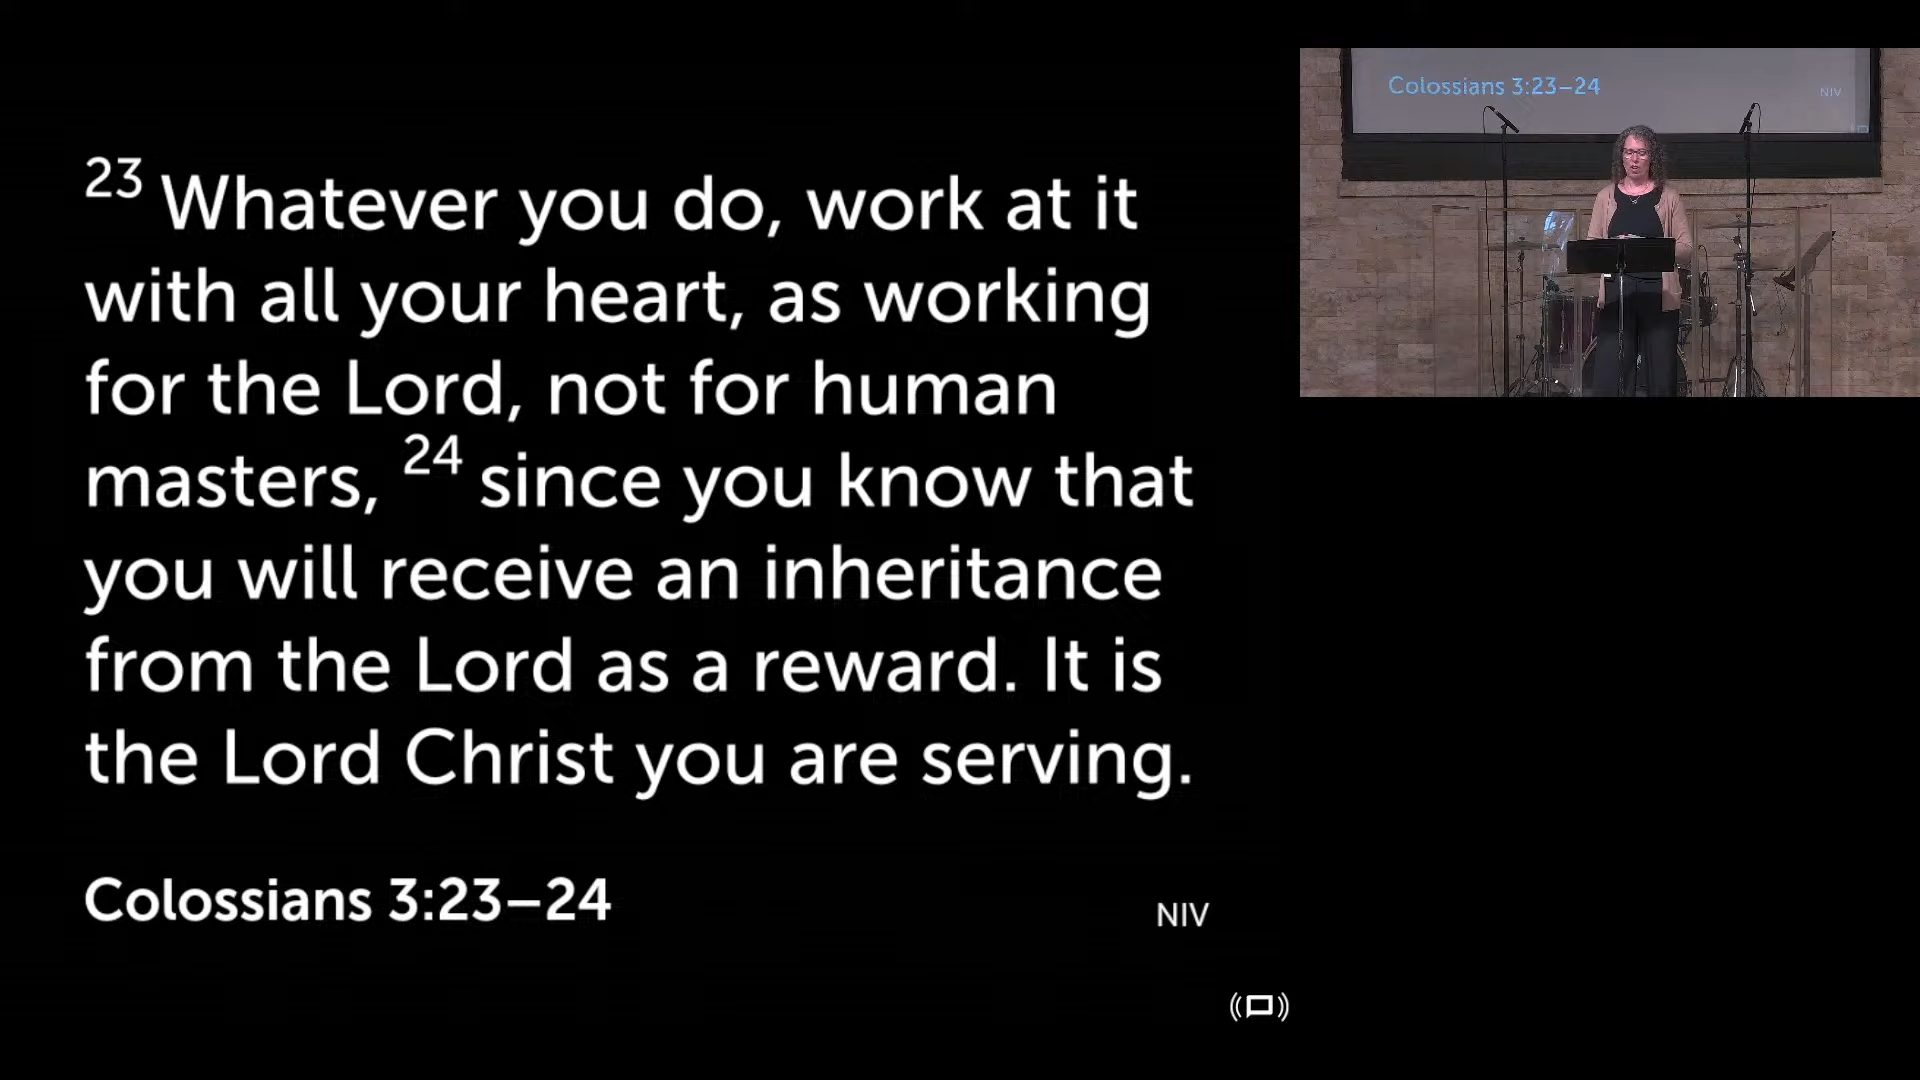 23 Whatever you do, work at it
with all your heart, as working
for the Lord, not for human
masters, 24 since you know that
you will receive an inheritance
from the Lord as a reward. It is
the Lord Christ you are serving.
Colossians 3:23–24
NIV
Colossians 3:23–24
NIV